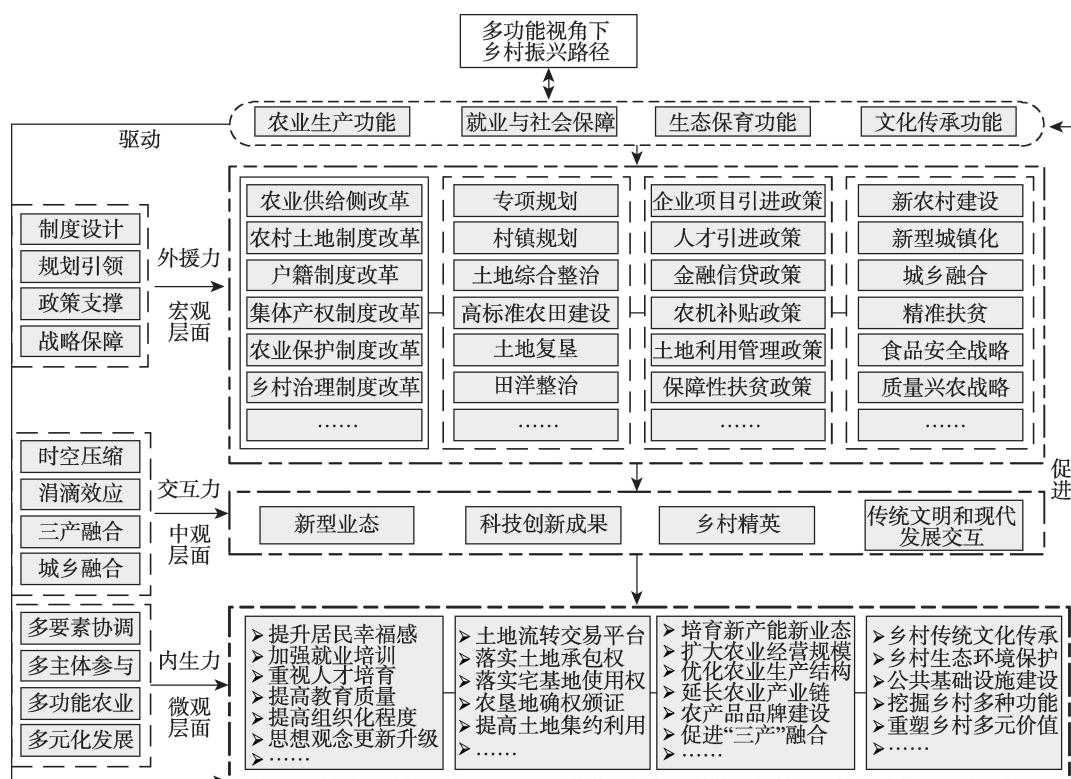 多功能视角下
乡村振兴路径
农业生产功能
就业与社会保障
生态保育功能
文化传承功能
驱动
制度设计
规划引领
政策支撑
战略保障
外援力
宏观
层面
农业供给侧改革
农村土地制度改革
户籍制度改革
集体产权制度改革
农业保护制度改革
乡村治理制度改革
……
专项规划
村镇规划
土地综合整治
高标准农田建设
土地复垦
田洋整治
……
企业项目引进政策
人才引进政策
金融信贷政策
农机补贴政策
土地利用管理政策
保障性扶贫政策
……
新农村建设
新型城镇化
城乡融合
精准扶贫
食品安全战略
质量兴农战略
……
促
进
时空压缩
涓滴效应
三产融合
城乡融合
交互力
中观
层面
新型业态
科技创新成果
乡村精英
传统文明和现代
发展交互
多要素协调
多主体参与
多功能农业
多元化发展
内生力
微观
层面
➢提升居民幸福感
➢加强就业培训
➢重视人才培育
➢提高教育质量
➢提高组织化程度
➢思想观念更新升级
➢……
➢土地流转交易平台
➢落实土地承包权
➢落实宅基地使用权
➢农垦地确权颁证
➢提高土地集约利用
➢……
➢培育新产能新业态
➢扩大农业经营规模
➢优化农业生产结构
➢延长农业产业链
➢农产品品牌建设
➢促进“三产”融合
➢……
➢乡村传统文化传承
➢乡村生态环境保护
➢公共基础设施建设
➢挖掘乡村多种功能
➢重塑乡村多元价值
➢……